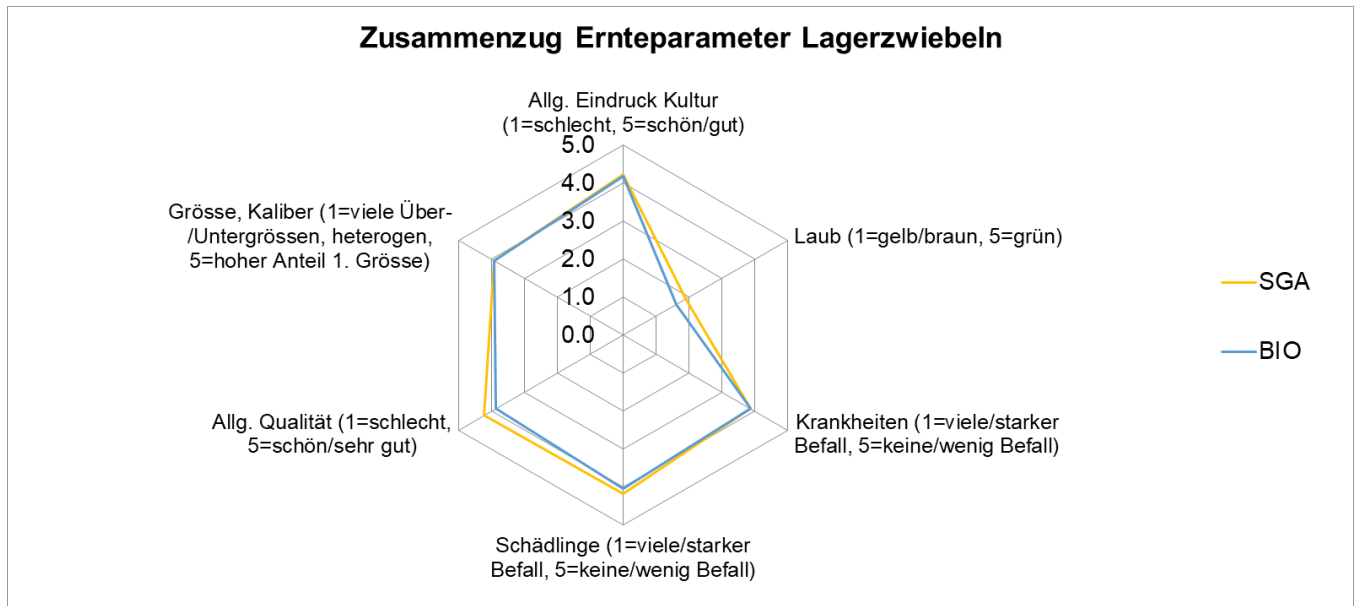 Zusammenzug Ernteparameter Lagerzwiebeln
Allg. Eindruck Kultur
(1=schlecht, 5=schön/gut)
5.0
4.0
3.0
2.0
1.0
0.0
Grösse, Kaliber (1=viele Über-
/Untergrössen, heterogen,
5=hoher Anteil 1. Grösse)
Laub (1=gelb/braun, 5=grün)
SGA
BIO
Allg. Qualität (1=schlecht,
5=schön/sehr gut)
Krankheiten (1=viele/starker
Befall, 5=keine/wenig Befall)
Schädlinge (1=viele/starker
Befall, 5=keine/wenig Befall)